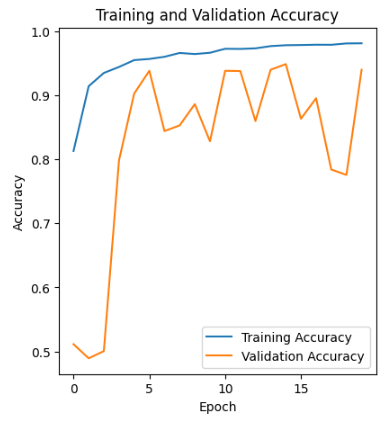 Training and Validation Accuracy
1.0
0.9
0.8
0.7
0.6
0.5
Accuracy
Training Accuracy
Validation Accuracy
0 5 10 15
Epoch